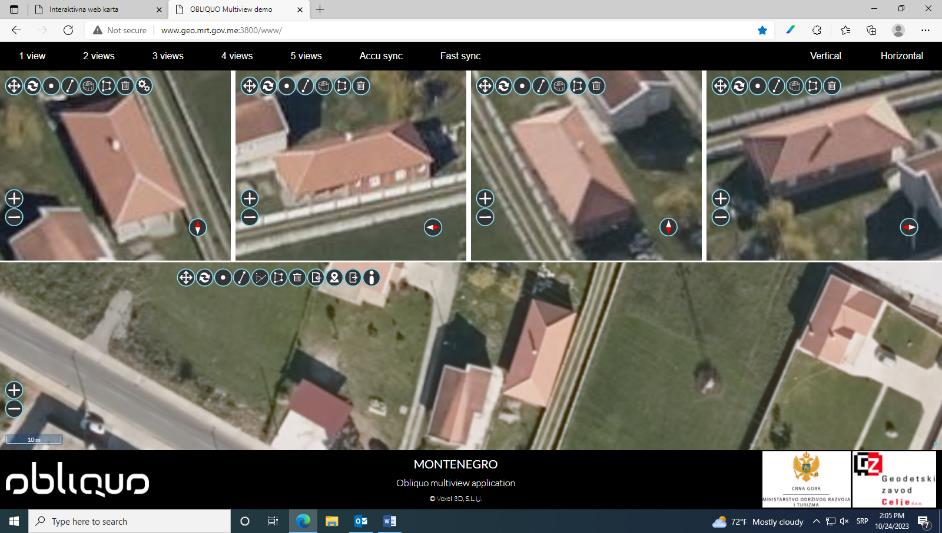 Interaktivna web karta
OBLIQUO Multiview demo
Not secure
www.geo.mrt.gov.me:3800/www/
1 view 2 views 3 views 4 views 5 views Accu sync Fast sync Vertical Horizontal
10 m
obliquo
MONTENEGRO
Obliquo multiview application
© Voxel 3D, S.L.U.
CRNA GORA
MINISTARSTVO ODRŽIVOG RAZVOJA
I TURIZMA
GZ
Geodetski
zavod
Celje d.o.o.
Type here to search
72°F Mostly cloudy
SRP
2:05 PM
10/24/2023
7